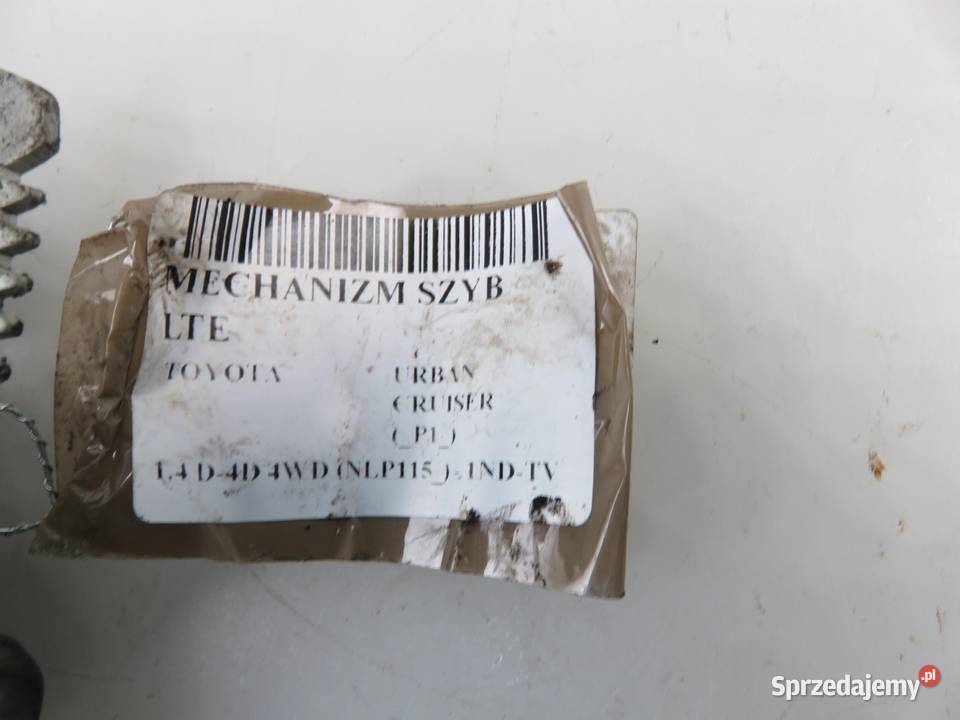 MECHANIZM SZYB
LTE
TOYOTA URBAN
CRUISER
(_P1_)
1.4 D-4D 4WD (NLP115_) - 1ND-TV
Sprzedajemy.pl